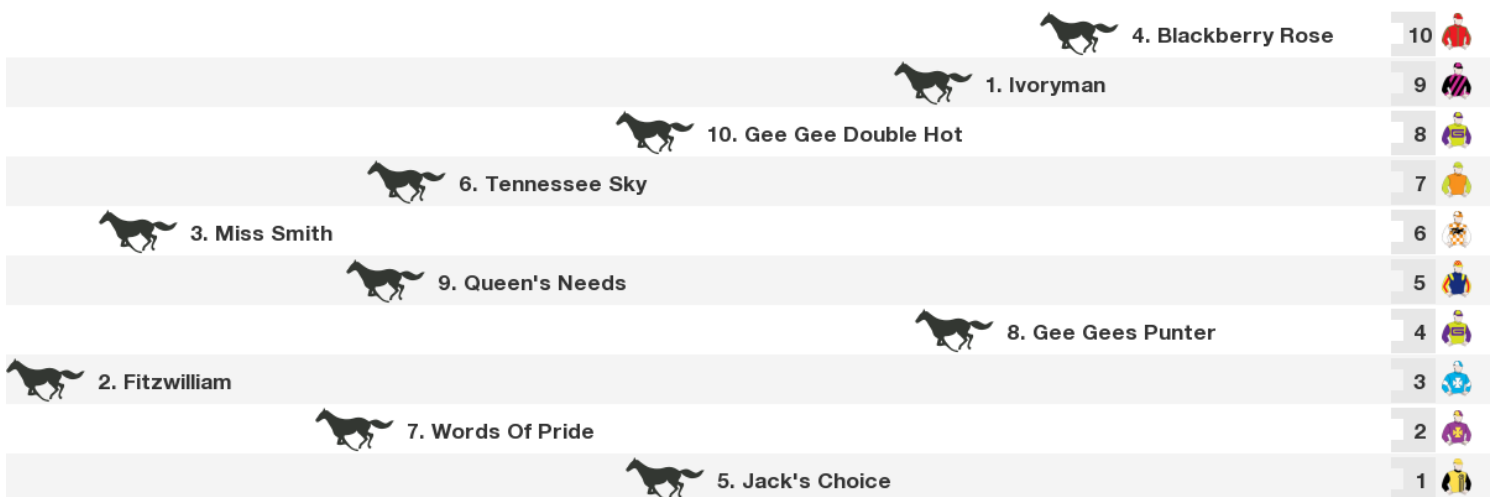 4. Blackberry Rose 10
1. Ivoryman 9
10. Gee Gee Double Hot 8
6. Tennessee Sky 7
3. Miss Smith 6
9. Queen's Needs 5
8. Gee Gees Punter 4
2. Fitzwilliam 3
7. Words Of Pride 2
5. Jack's Choice 1